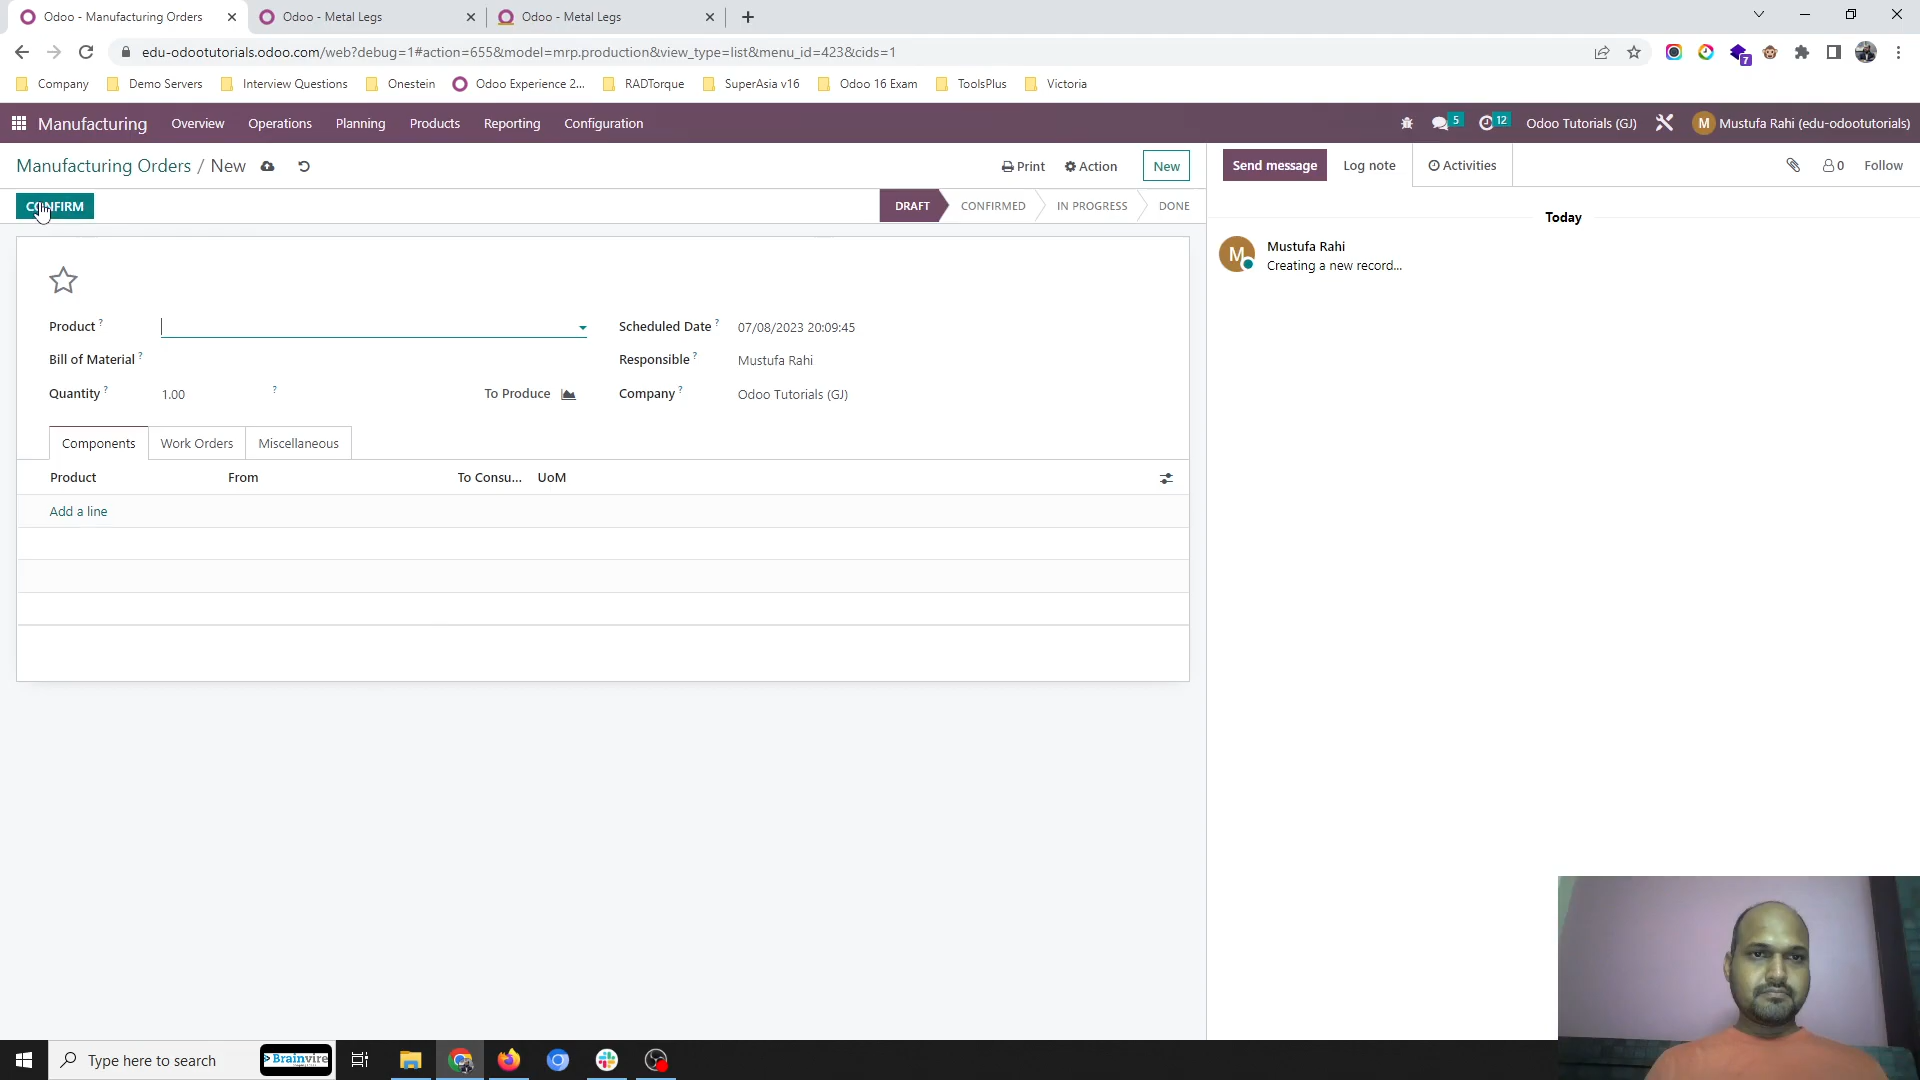 Odoo - Manufacturing Orders
Odoo - Metal Legs
Odoo - Metal Legs
edu-odootutorials.odoo.com/web?debug=1#action=655&model=mrp.production&view_type=list&menu_id=423&cids=1
7
Company
Demo Servers
Interview Questions
Onestein
Odoo Experience 2...
RADTorque
SuperAsia v16
Odoo 16 Exam
ToolsPlus
Victoria
Manufacturing
Overview
Operations
Planning
Products
Reporting
Configuration
5
12
Odoo Tutorials (GJ)
M
Mustufa Rahi (edu-odootutorials)
Manufacturing Orders / New
Print
Action
New
Send message
Log note
Activities
0
Follow
CONFIRM
DRAFT
CONFIRMED
IN PROGRESS
DONE
Today
M
Mustufa Rahi
Creating a new record...
Product ?
Scheduled Date ?
07/08/2023 20:09:45
Bill of Material ?
Responsible ?
Mustufa Rahi
Quantity ?
1.00
?
To Produce
Company ?
Odoo Tutorials (GJ)
Components
Work Orders
Miscellaneous
Product
From
To Consu...
UoM
Add a line
Type here to search
Brainvire